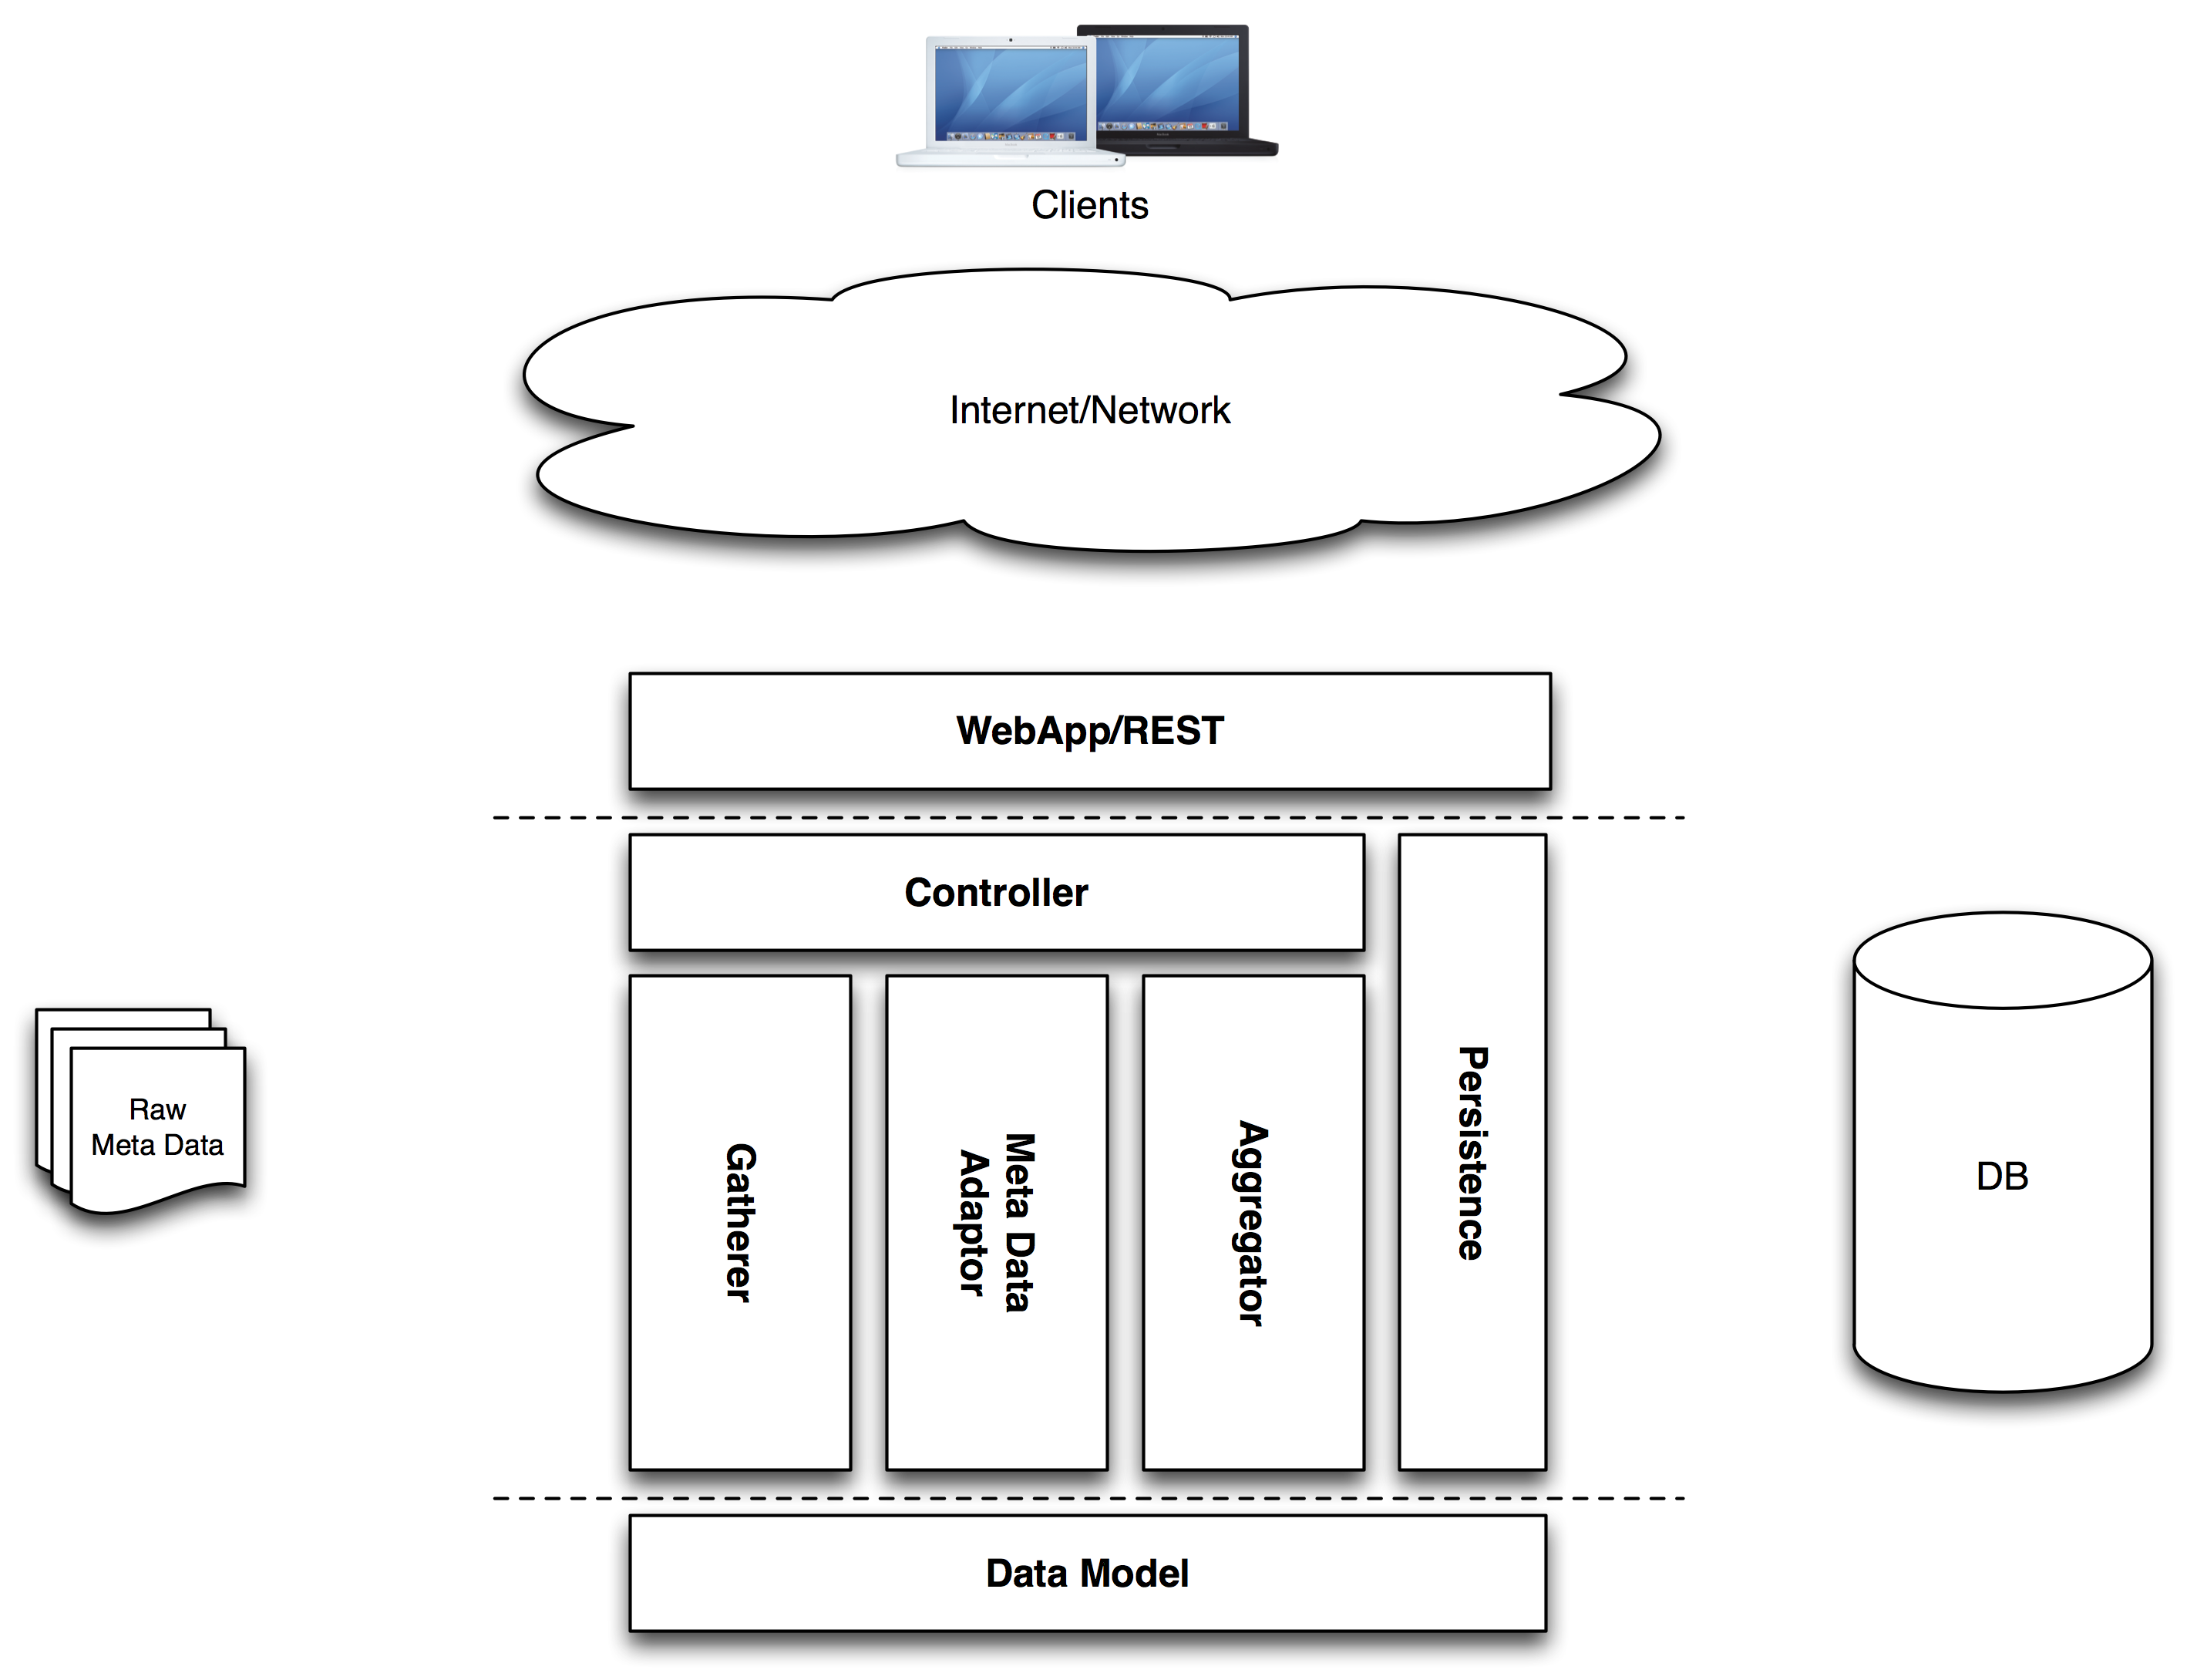 Clients
Internet/Network
WebApp/REST
Controller
Raw
Meta Data
Gatherer
Meta Data
Adaptor
Aggregator
Persistence
DB
Data Model